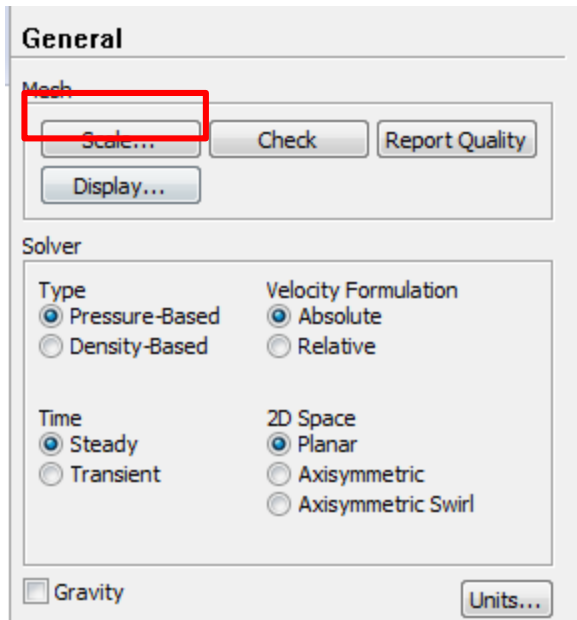 General
Mesh
Scale... Check Report Quality
Display...
Solver
Type Velocity Formulation
Pressure-Based Absolute
Density-Based Relative
Time 2D Space
Steady Planar
Transient Axisymmetric
Axisymmetric Swirl
Gravity Units...